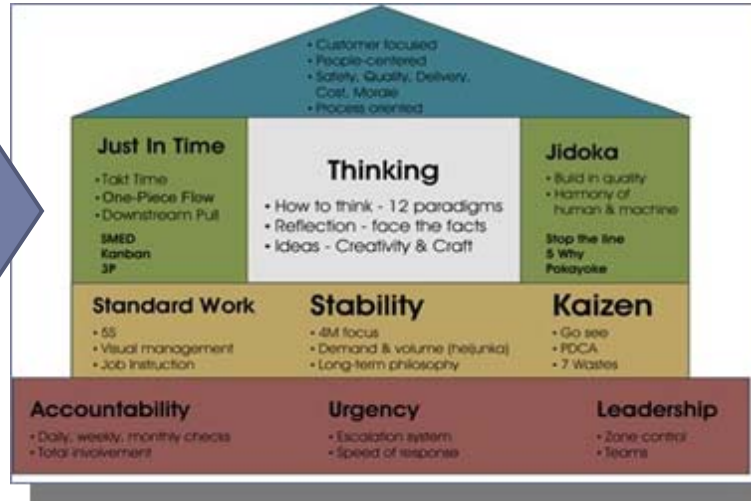 • Customer focused
• People-centered
• Safety, Quality, Delivery,
Cost, Morale
• Process oriented
Just In Time
• Takt Time
• One-Piece Flow
• Downstream Pull
SMED
Kanban
3P
Thinking
• How to think - 12 paradigms
• Reflection - face the facts
• Ideas - Creativity & Craft
Jidoka
• Build in quality
• Harmony of
human & machine
Stop the line
5 Why
Pokayoke
Standard Work
• 5S
• Visual management
• Job Instruction
Stability
• 4M focus
• Demand & volume (heijunka)
• Long-term philosophy
Kaizen
• Go see
• PDCA
• 7 Wastes
Accountability
• Daily, weekly, monthly checks
• Total involvement
Urgency
• Escalation system
• Speed of response
Leadership
• Zone control
• Teams